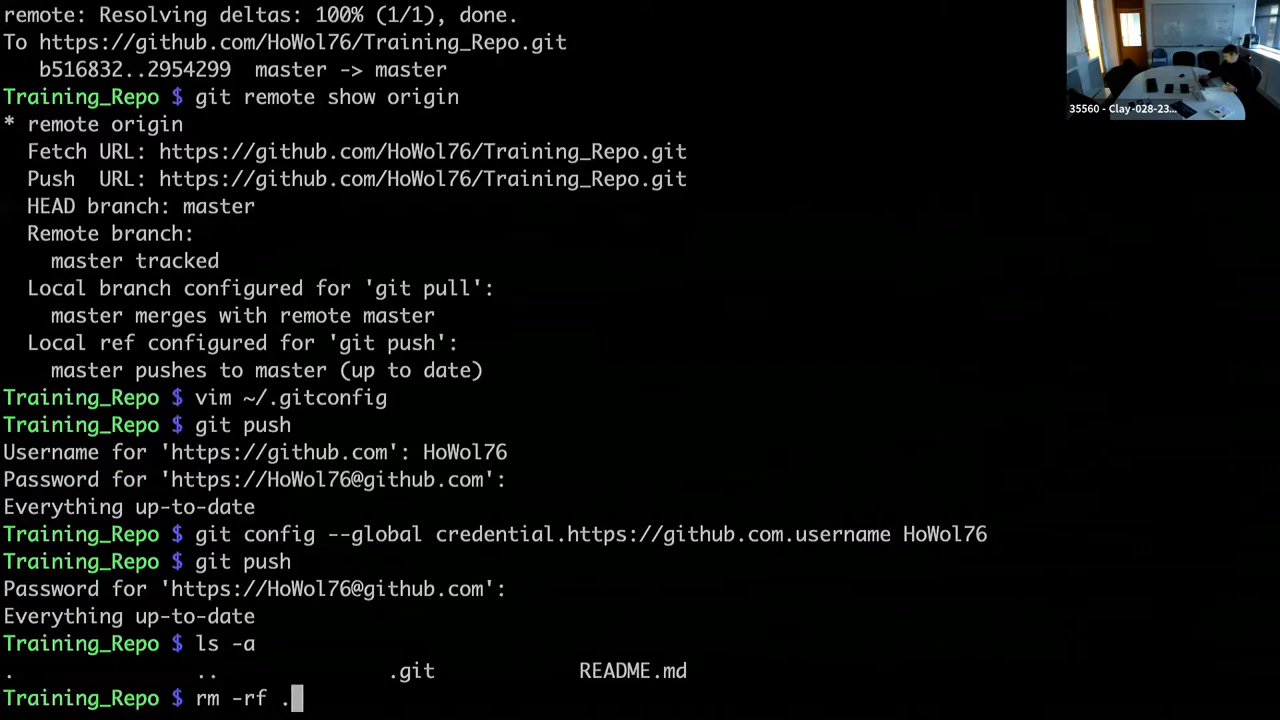 remote: Resolving deltas: 100% (1/1), done.
To https://github.com/HoWol76/Training_Repo.git
b516832..2954299 master -> master
Training_Repo $ git remote show origin
* remote origin
Fetch URL: https://github.com/HoWol76/Training_Repo.git
Push URL: https://github.com/HoWol76/Training_Repo.git
HEAD branch: master
Remote branch:
master tracked
Local branch configured for 'git pull':
master merges with remote master
Local ref configured for 'git push':
master pushes to master (up to date)
Training_Repo $ vim ~/.gitconfig
Training_Repo $ git push
Username for 'https://github.com': HoWol76
Password for 'https://HoWol76@github.com':
Everything up-to-date
Training_Repo $ git config --global credential.https://github.com.username HoWol76
Training_Repo $ git push
Password for 'https://HoWol76@github.com':
Everything up-to-date
Training_Repo $ ls -a
. .. .git README.md
Training_Repo $ rm -rf .
35560 - Clay-028-23...